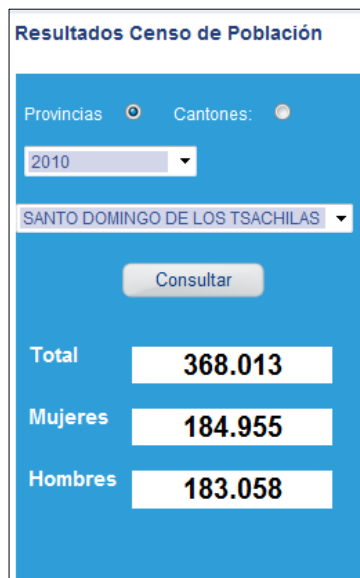 Resultados Censo de Población
Provincias Cantones:
2010
SANTO DOMINGO DE LOS TSACHILAS
Consultar
Total 368.013
Mujeres 184.955
Hombres 183.058